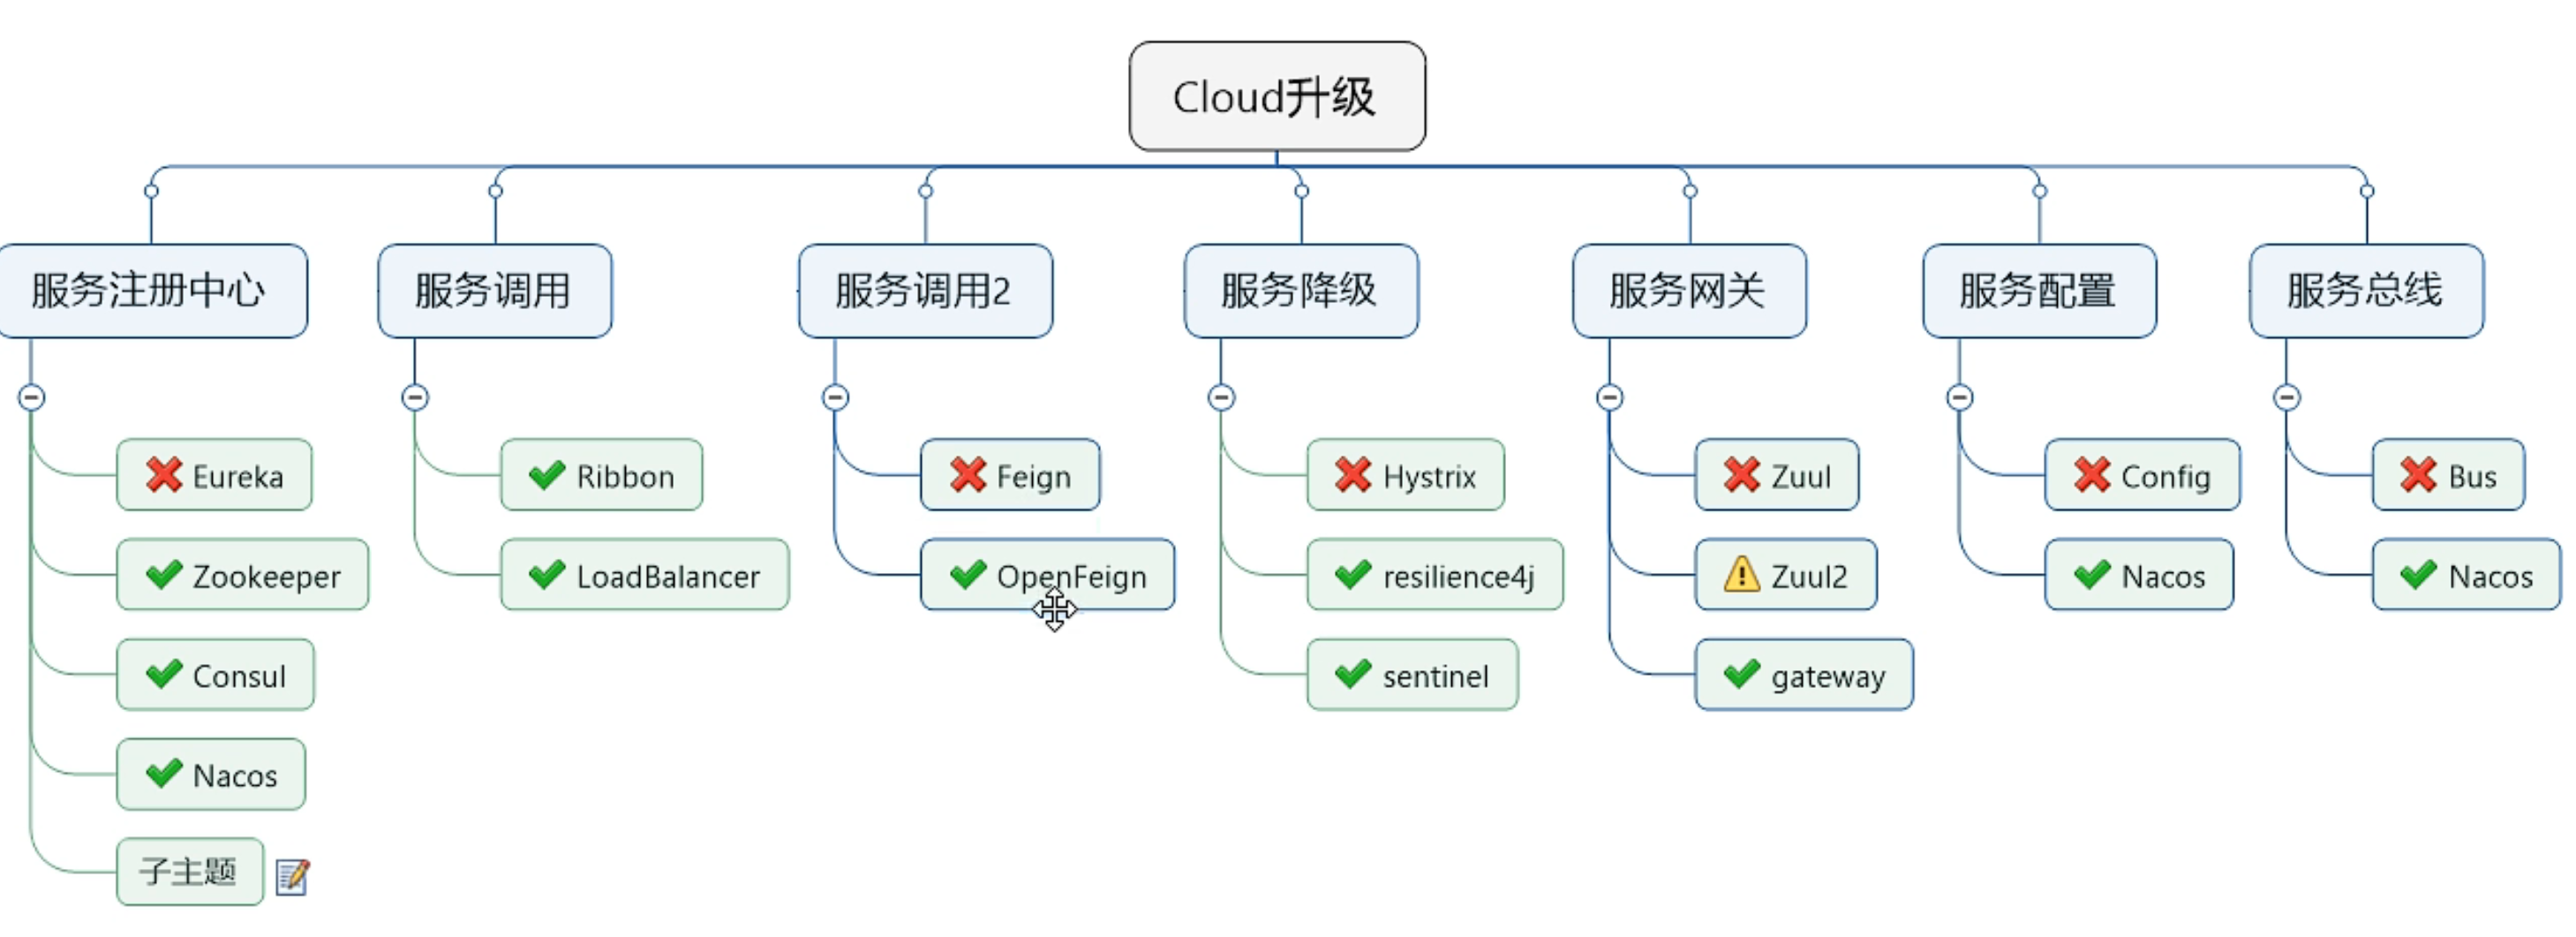 Cloud升级
服务注册中心
Eureka
Zookeeper
Consul
Nacos
子主题
服务调用
Ribbon
LoadBalancer
服务调用2
Feign
OpenFeign
服务降级
Hystrix
resilience4j
sentinel
服务网关
Zuul
Zuul2
gateway
服务配置
Config
Nacos
服务总线
Bus
Nacos